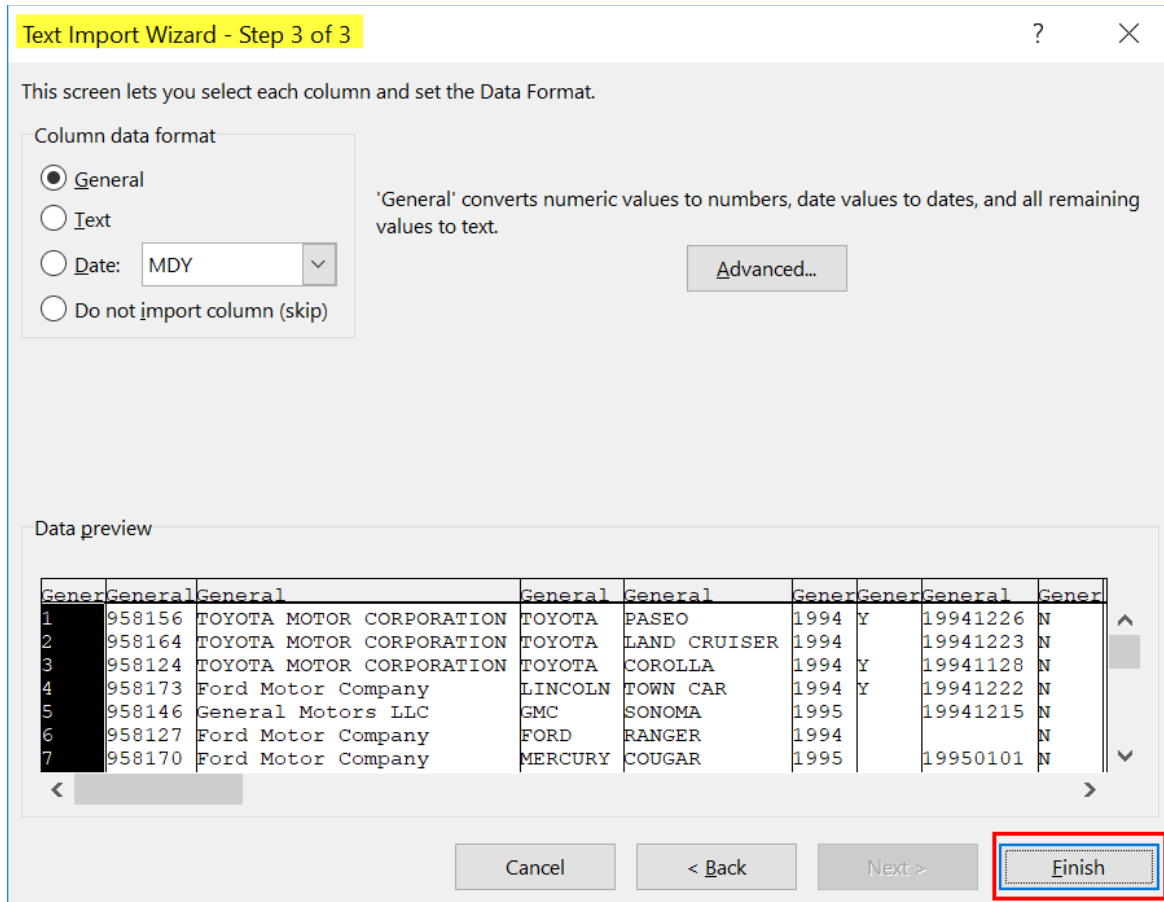 Text Import Wizard - Step 3 of 3
?
This screen lets you select each column and set the Data Format.
Column data format
General
Text
Date: MDY
Do not import column (skip)
'General' converts numeric values to numbers, date values to dates, and all remaining
values to text.
Advanced...
Data preview
Gener General General General General Gener Gener General Gener
1 958156 TOYOTA MOTOR CORPORATION TOYOTA PASEO 1994 Y 19941226 N
2 958164 TOYOTA MOTOR CORPORATION TOYOTA LAND CRUISER 1994 19941223 N
3 958124 TOYOTA MOTOR CORPORATION TOYOTA COROLLA 1994 Y 19941128 N
4 958173 Ford Motor Company LINCOLN TOWN CAR 1994 Y 19941222 N
5 958146 General Motors LLC GMC SONOMA 1995 19941215 N
6 958127 Ford Motor Company FORD RANGER 1994 N
7 958170 Ford Motor Company MERCURY COUGAR 1995 19950101 N
Cancel < Back Next > Finish